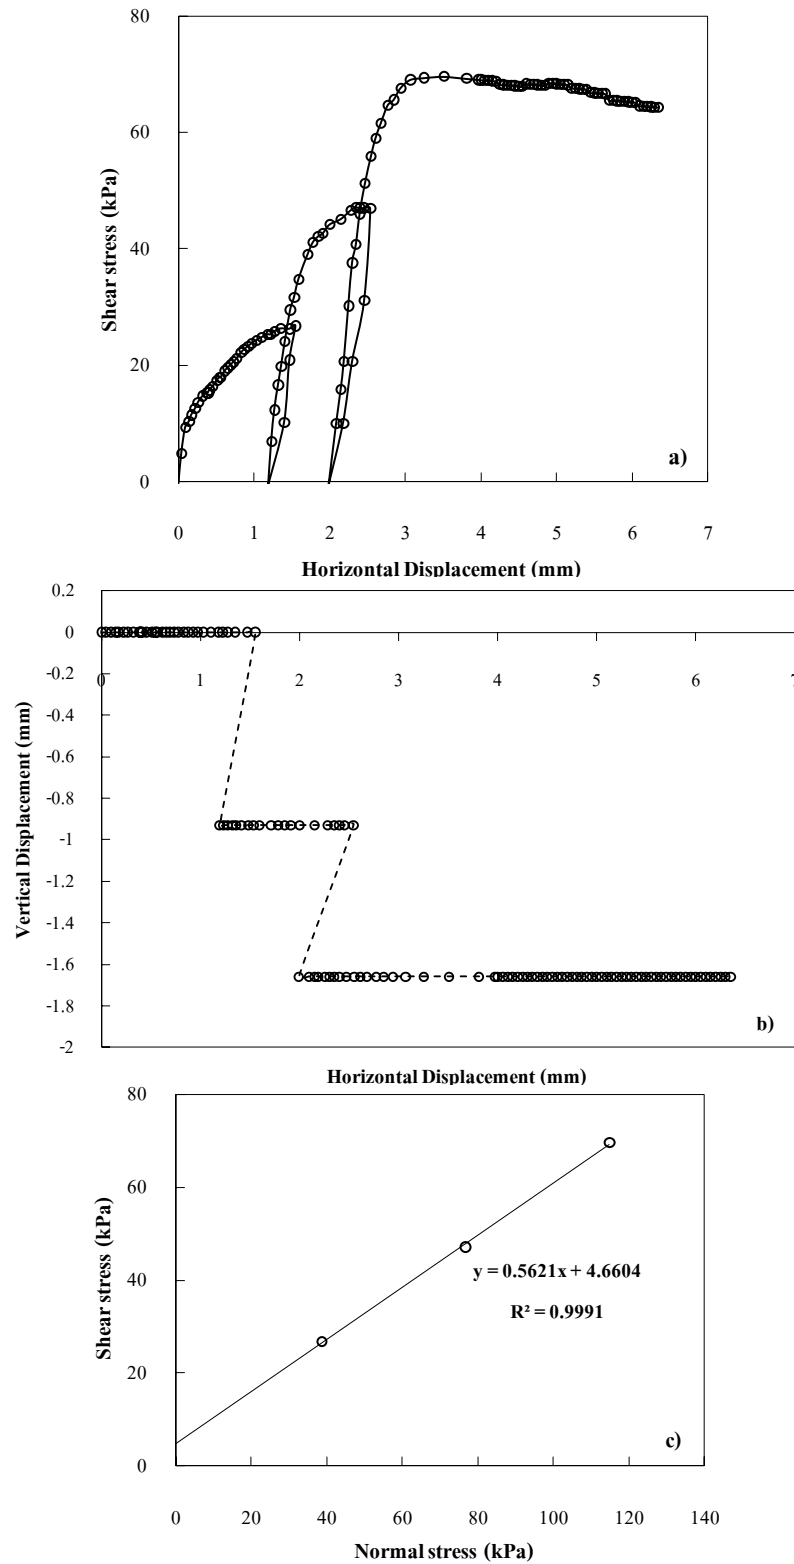 80
60
40
20
0
Shear stress (kPa)
a)
0 1 2 3 4 5 6 7
Horizontal Displacement (mm)
0.2
0
0 1 2 3 4 5 6 7
-0.2
-0.4
-0.6
-0.8
-1
-1.2
-1.4
-1.6
-1.8
-2
Vertical Displacement (mm)
b)
Horizontal Displacement (mm)
80
60
40
20
0
Shear stress (kPa)
y = 0.5621x + 4.6604
R² = 0.9991
c)
0 20 40 60 80 100 120 140
Normal stress (kPa)